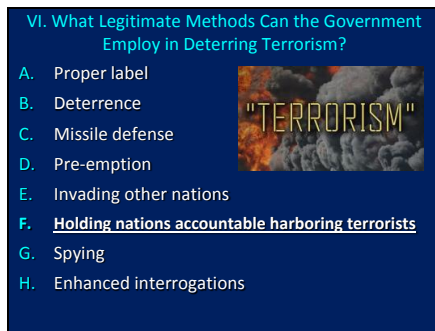 VI. What Legitimate Methods Can the Government
Employ in Deterring Terrorism?
A. Proper label
B. Deterrence
C. Missile defense
D. Pre-emption
E. Invading other nations
F. Holding nations accountable harboring terrorists
G. Spying
H. Enhanced interrogations
"TERRORISM"